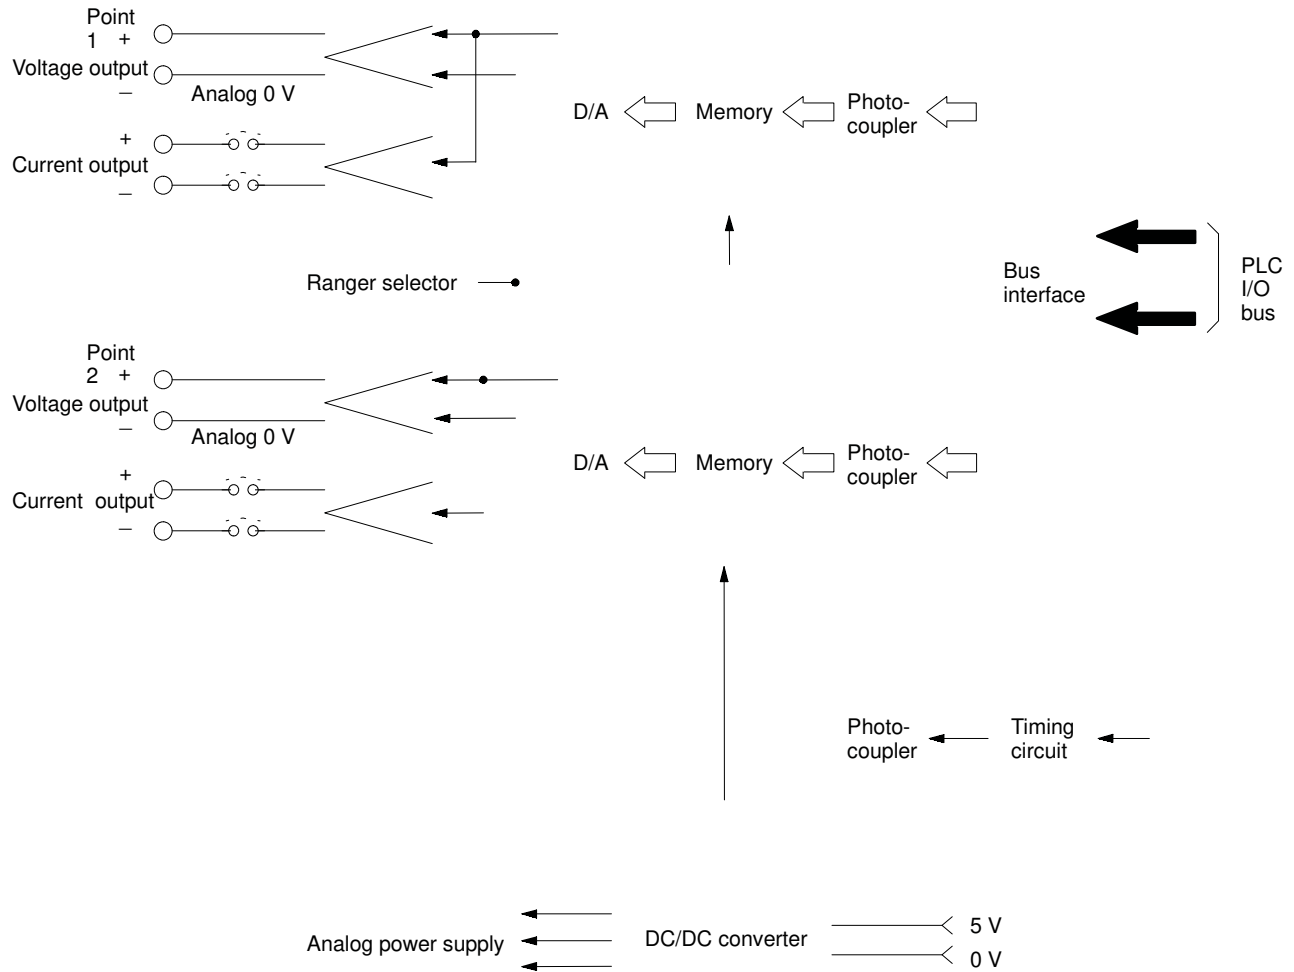 Point
1 +
Voltage output
–
Analog 0 V
+
Current output
–
D/A
Memory
Photo-
coupler
Ranger selector
Bus
interface
PLC
I/O
bus
Point
2 +
Voltage output
–
Analog 0 V
+
Current output
–
D/A
Memory
Photo-
coupler
Photo-
coupler
Timing
circuit
Analog power supply
DC/DC converter
5 V
0 V